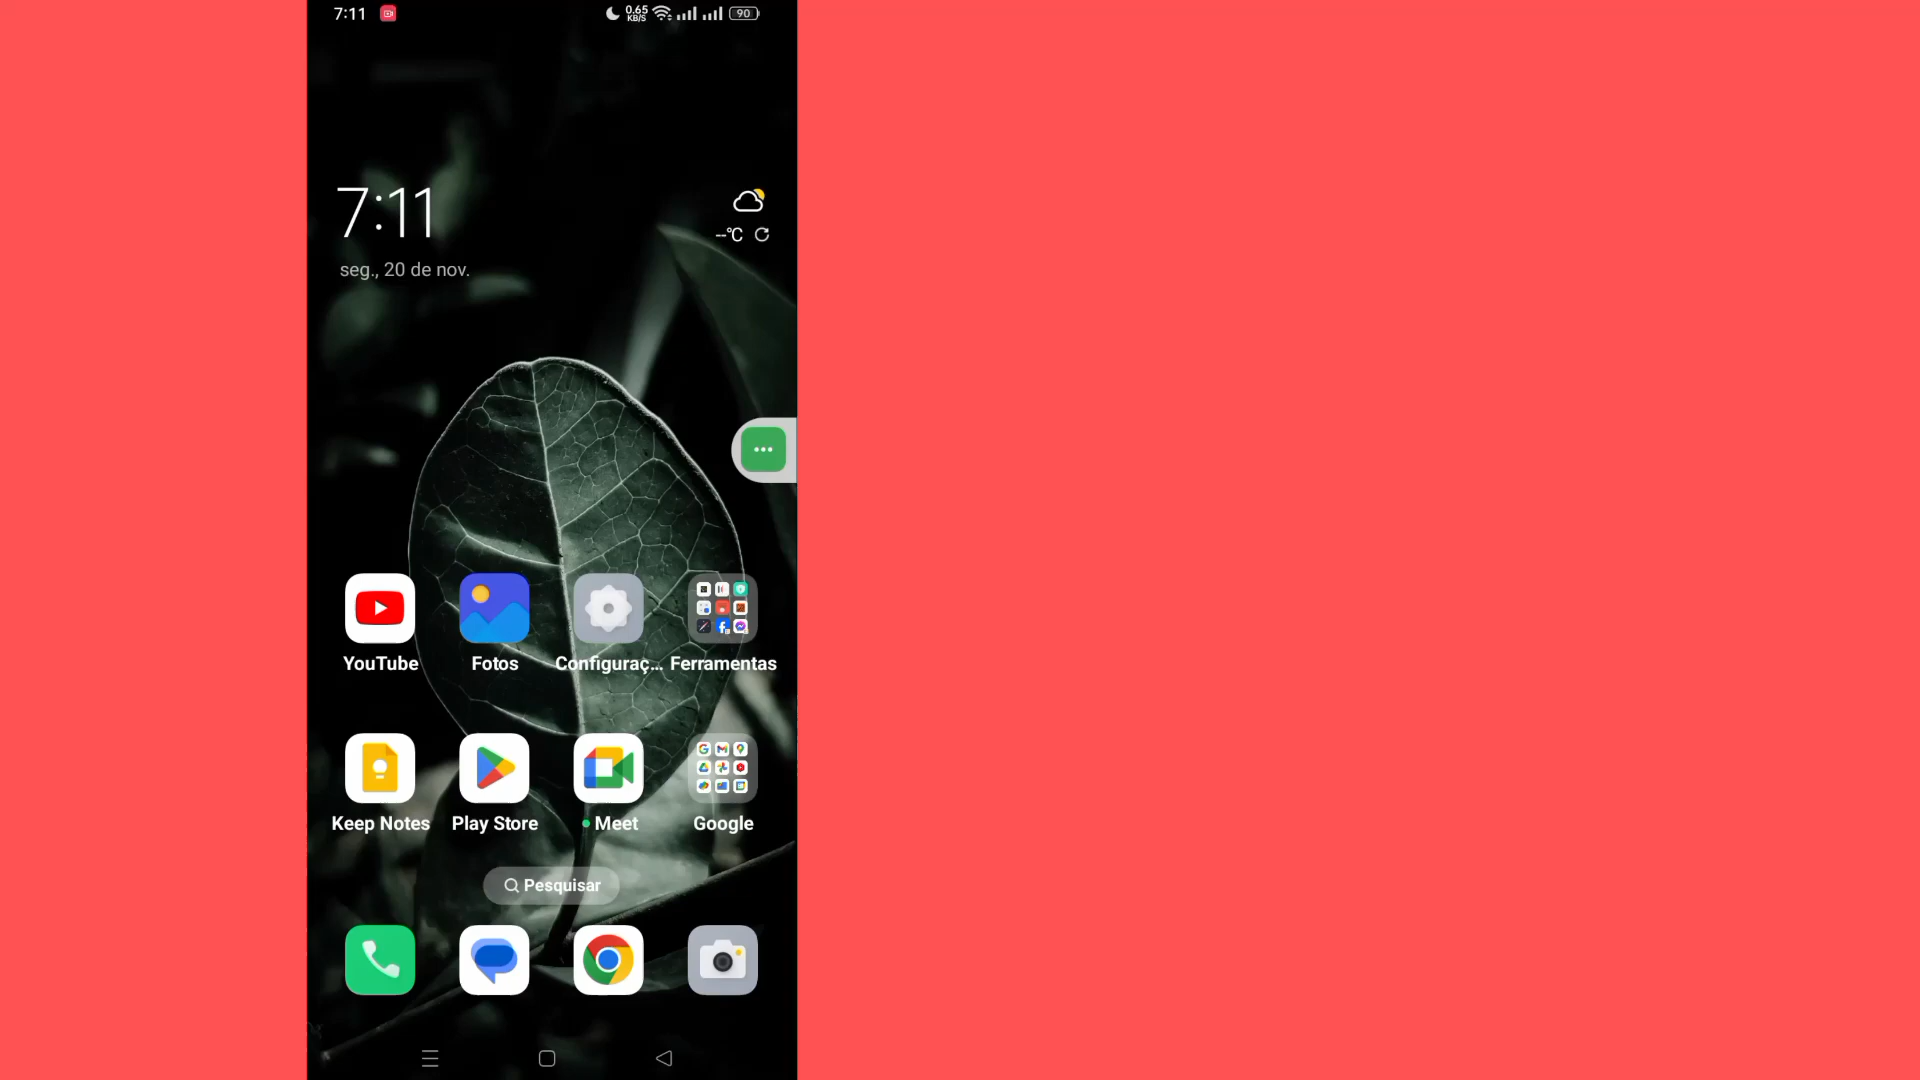 7:11
0.65
KB/S
90
7:11
--°C
seg., 20 de nov.
YouTube
Fotos
Configuraç...
Ferramentas
Keep Notes
Play Store
Meet
Google
Pesquisar